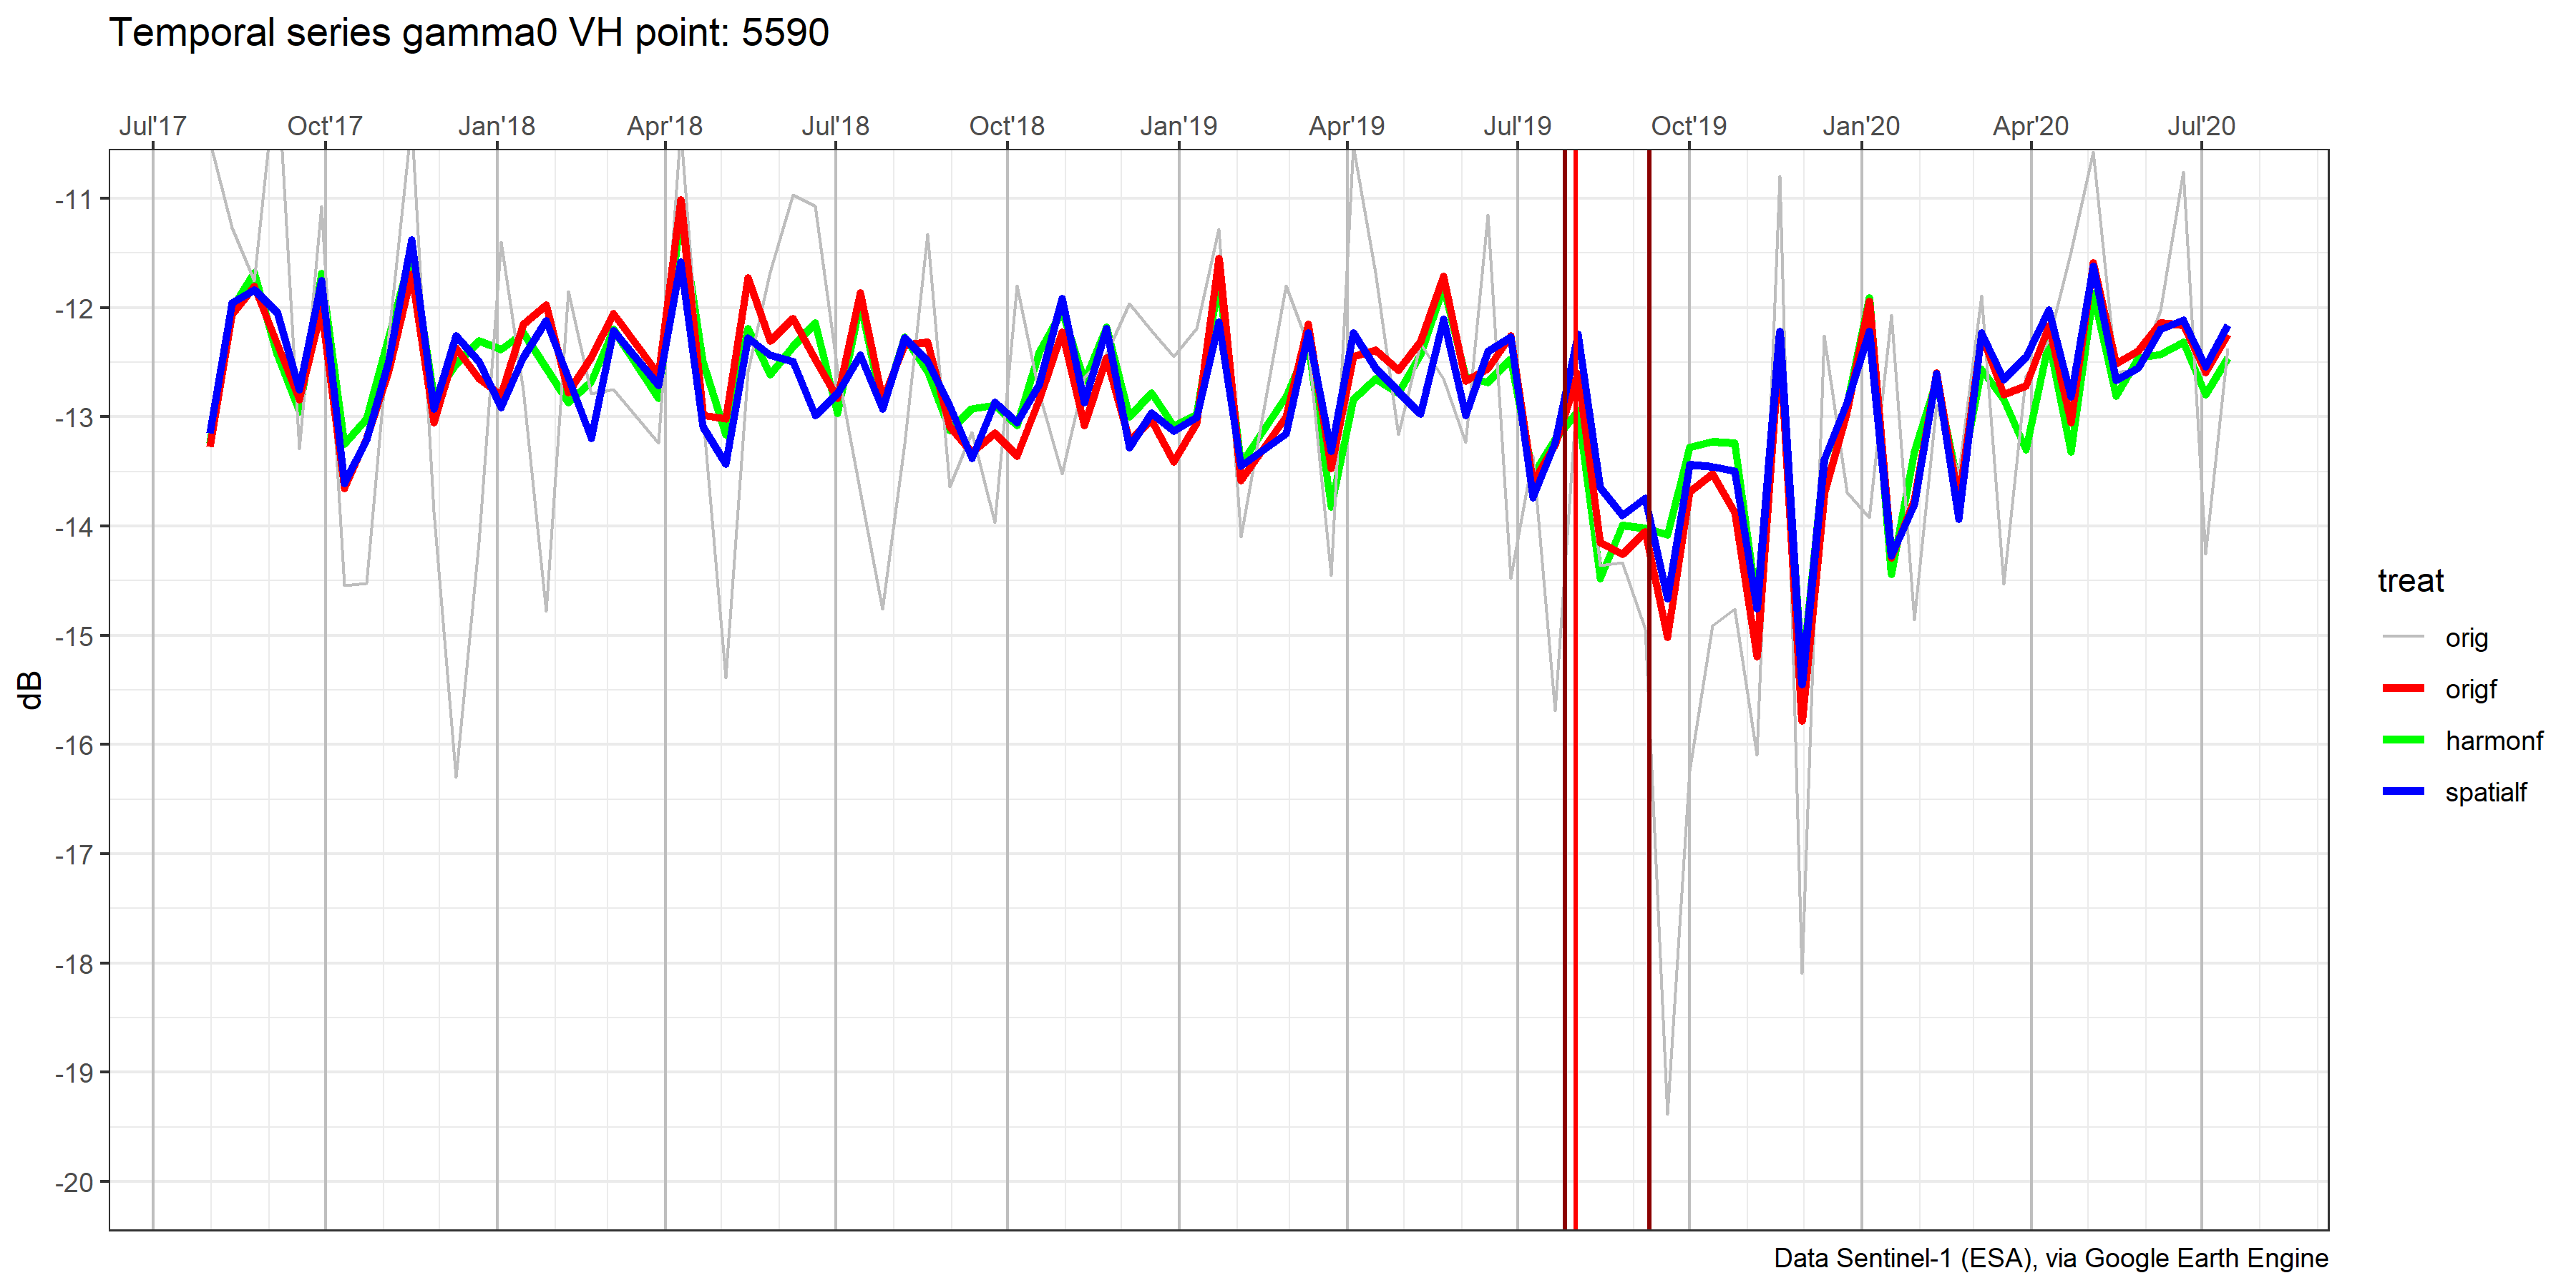 Temporal series gamma0 VH point: 5590
Jul'17 Oct'17 Jan'18 Apr'18 Jul'18 Oct'18 Jan'19 Apr'19 Jul'19 Oct'19 Jan'20 Apr'20 Jul'20
-11
-12
-13
-14
-15
-16
-17
-18
-19
-20
dB
treat
orig
origf
harmonf
spatialf
Data Sentinel-1 (ESA), via Google Earth Engine